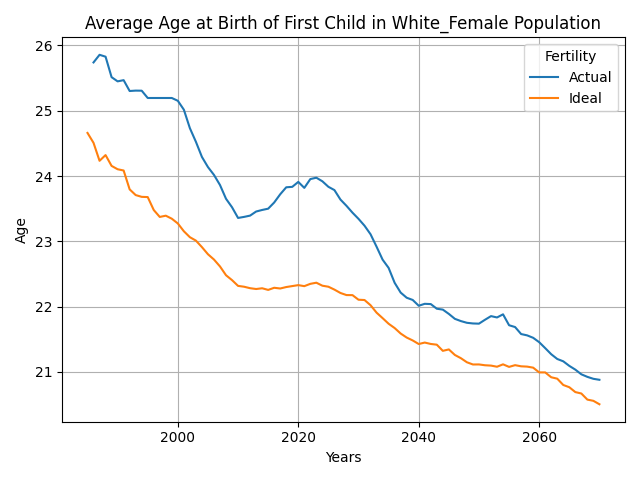 Average Age at Birth of First Child in White_Female Population
Fertility
Actual
Ideal
Age
26
25
24
23
22
21
2000 2020 2040 2060
Years